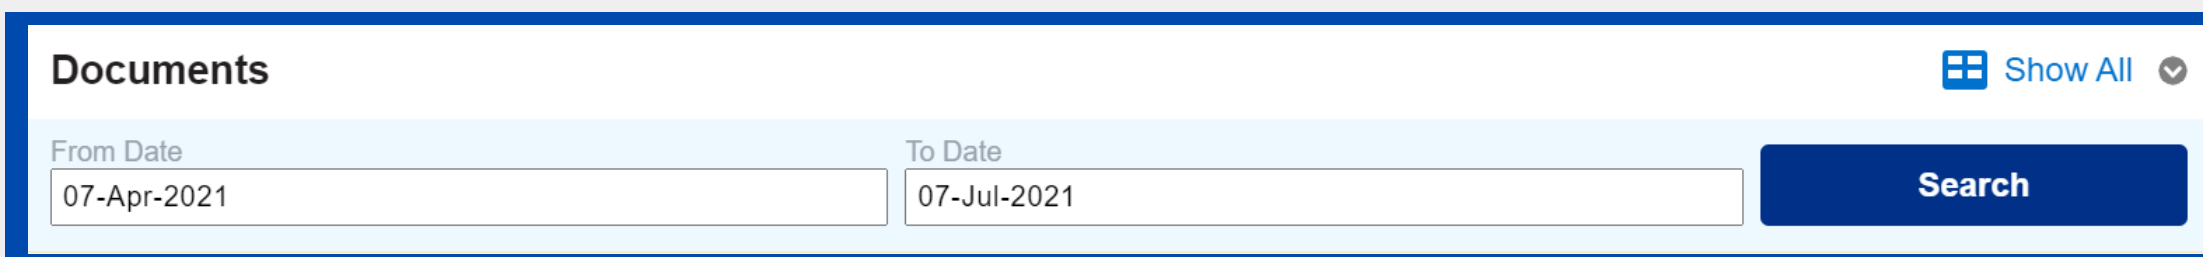 Documents
Show All
From Date
To Date
07-Apr-2021
07-Jul-2021
Search